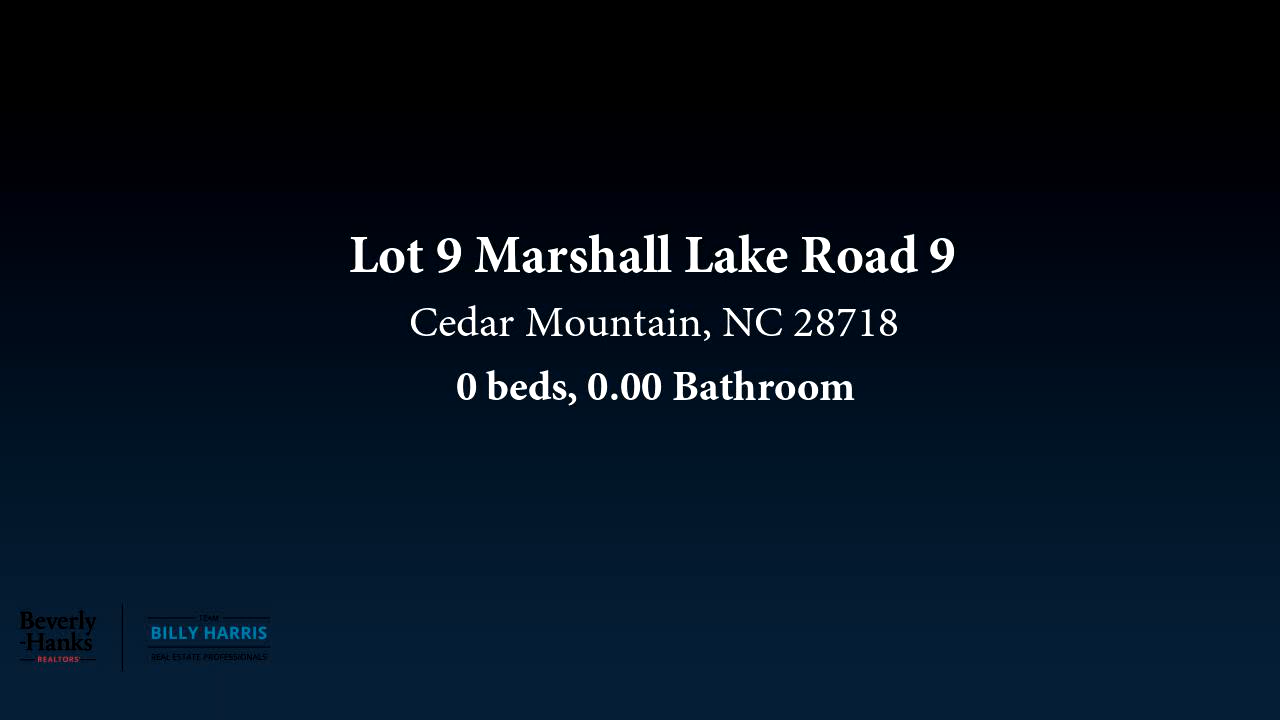 Lot 9 Marshall Lake Road 9
Cedar Mountain, NC 28718
0 beds, 0.00 Bathroom
Beverly
-Hanks
REALTORS
TEAM
BILLY HARRIS
REAL ESTATE PROFESSIONALS